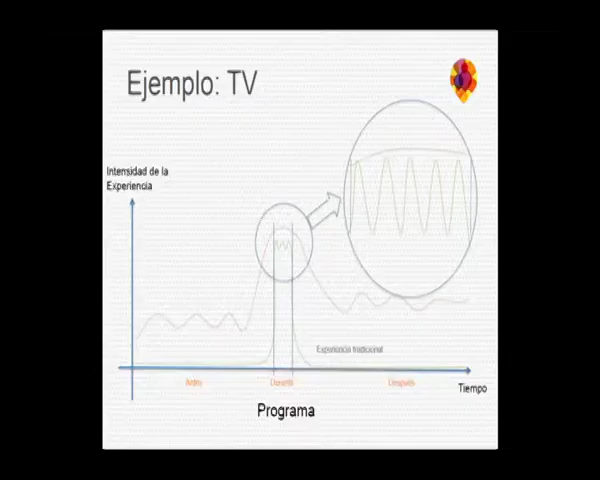 Ejemplo: TV
Intensidad de la
Experiencia
Experiencia tradicional
Antes
Durante
Después
Tiempo
Programa